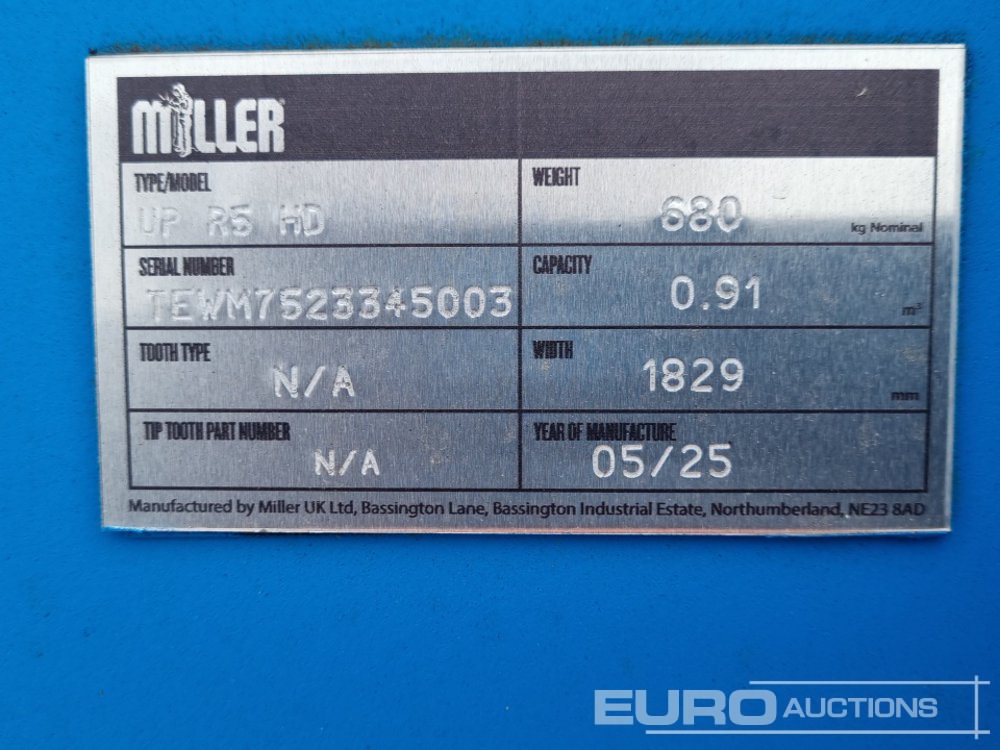 MILLER
TYPE/MODEL
UP R5 HD
WEIGHT
680
kg Nominal
SERIAL NUMBER
TEWM7523345003
CAPACITY
0.91
m³
TOOTH TYPE
N/A
WIDTH
1829
mm
TIP TOOTH PART NUMBER
N/A
YEAR OF MANUFACTURE
05/25
Manufactured by Miller UK Ltd, Bassington Lane, Bassington Industrial Estate, Northumberland, NE23 8AD
EURO AUCTIONS